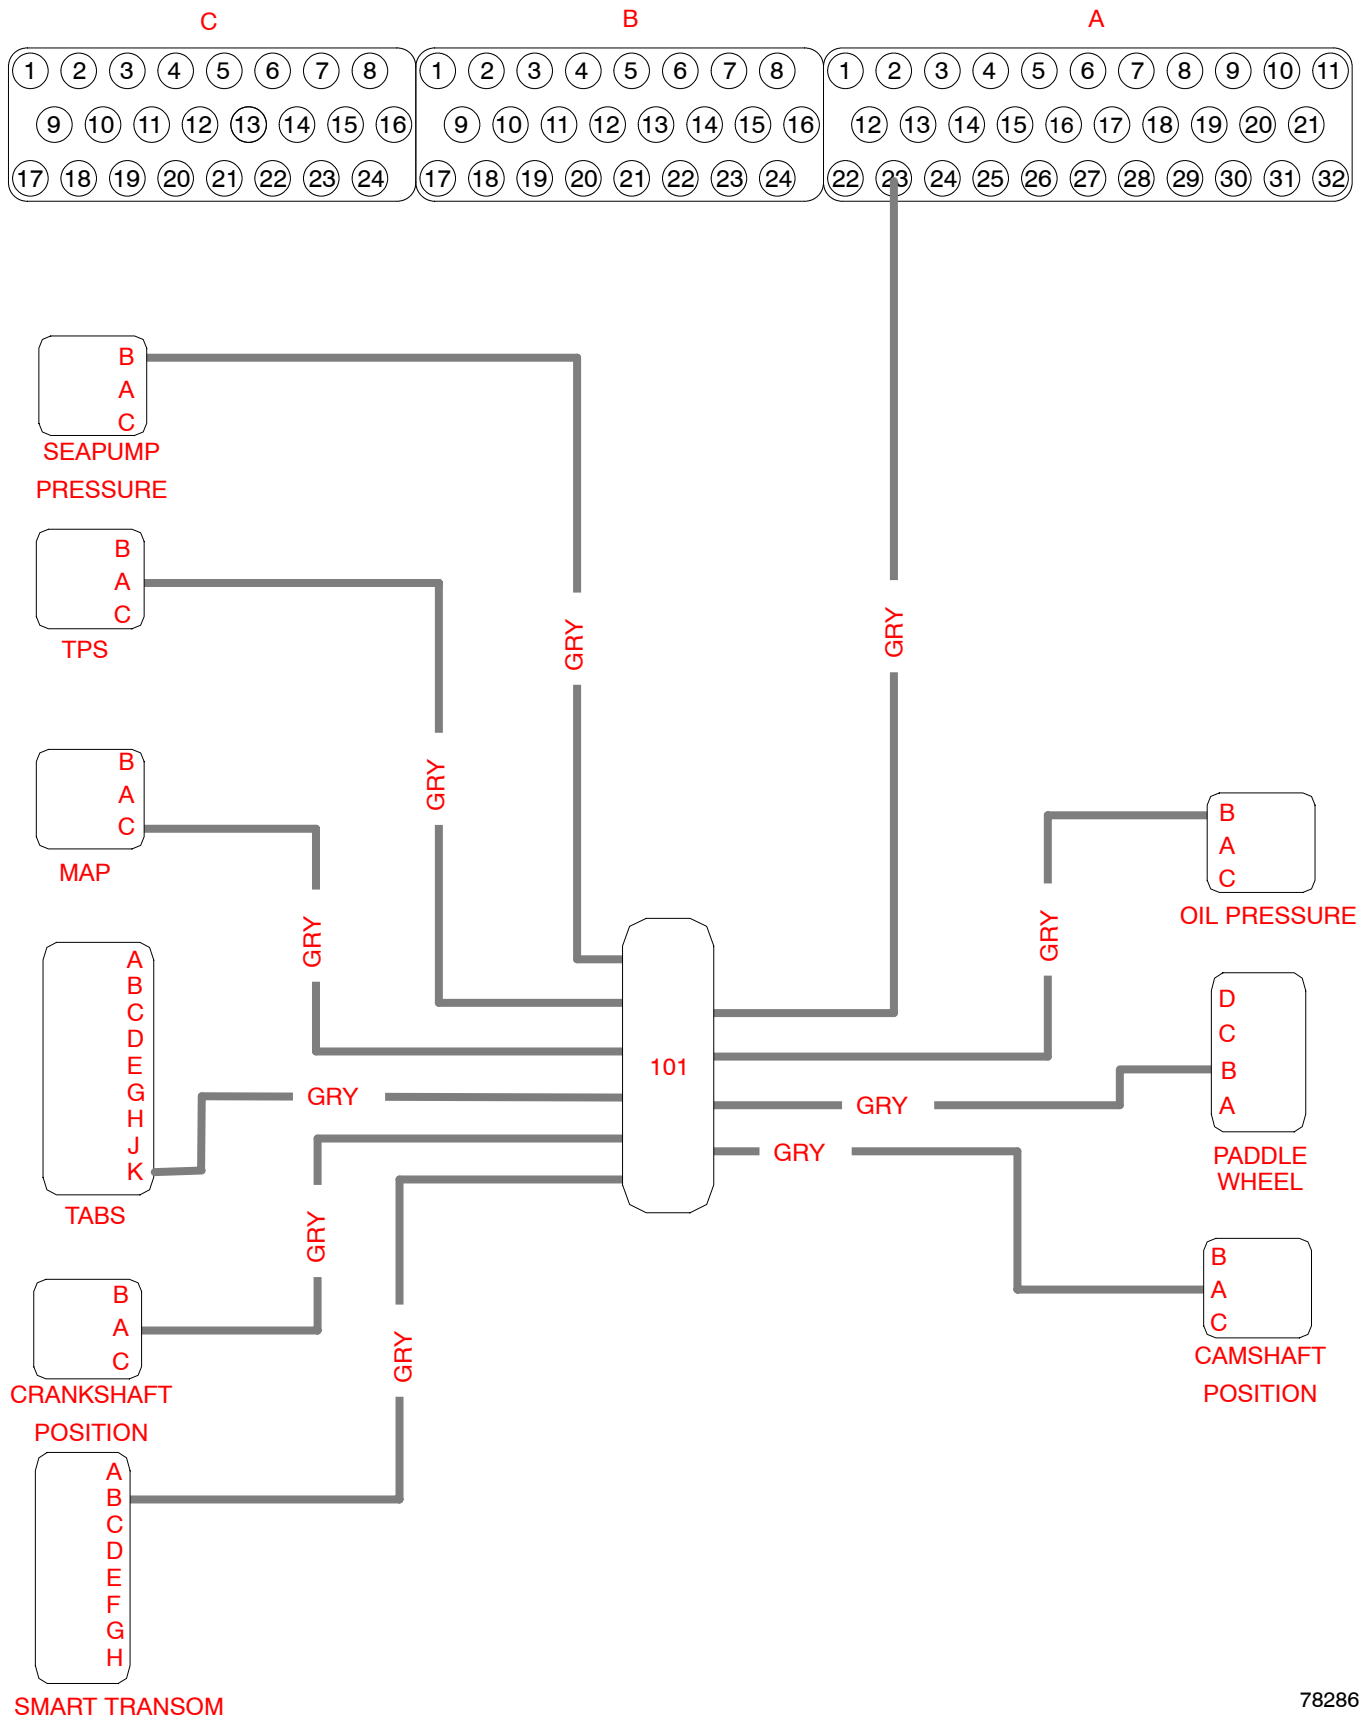 C B A
1 2 3 4 5 6 7 8 1 2 3 4 5 6 7 8 1 2 3 4 5 6 7 8 9 10 11
9 10 11 12 13 14 15 16 9 10 11 12 13 14 15 16 12 13 14 15 16 17 18 19 20 21
17 18 19 20 21 22 23 24 17 18 19 20 21 22 23 24 22 23 24 25 26 27 28 29 30 31 32
B
A
C
SEAPUMP
PRESSURE
B
A
C
TPS
B
A
C
MAP
A
B
C
D
E
G
H
J
K
TABS
B
A
C
CRANKSHAFT
POSITION
A
B
C
D
E
F
G
H
SMART TRANSOM
GRY
GRY
GRY
GRY
GRY
GRY
101
GRY
GRY
GRY
GRY
B
A
C
OIL PRESSURE
D
C
B
A
PADDLE
WHEEL
B
A
C
CAMSHAFT
POSITION
78286